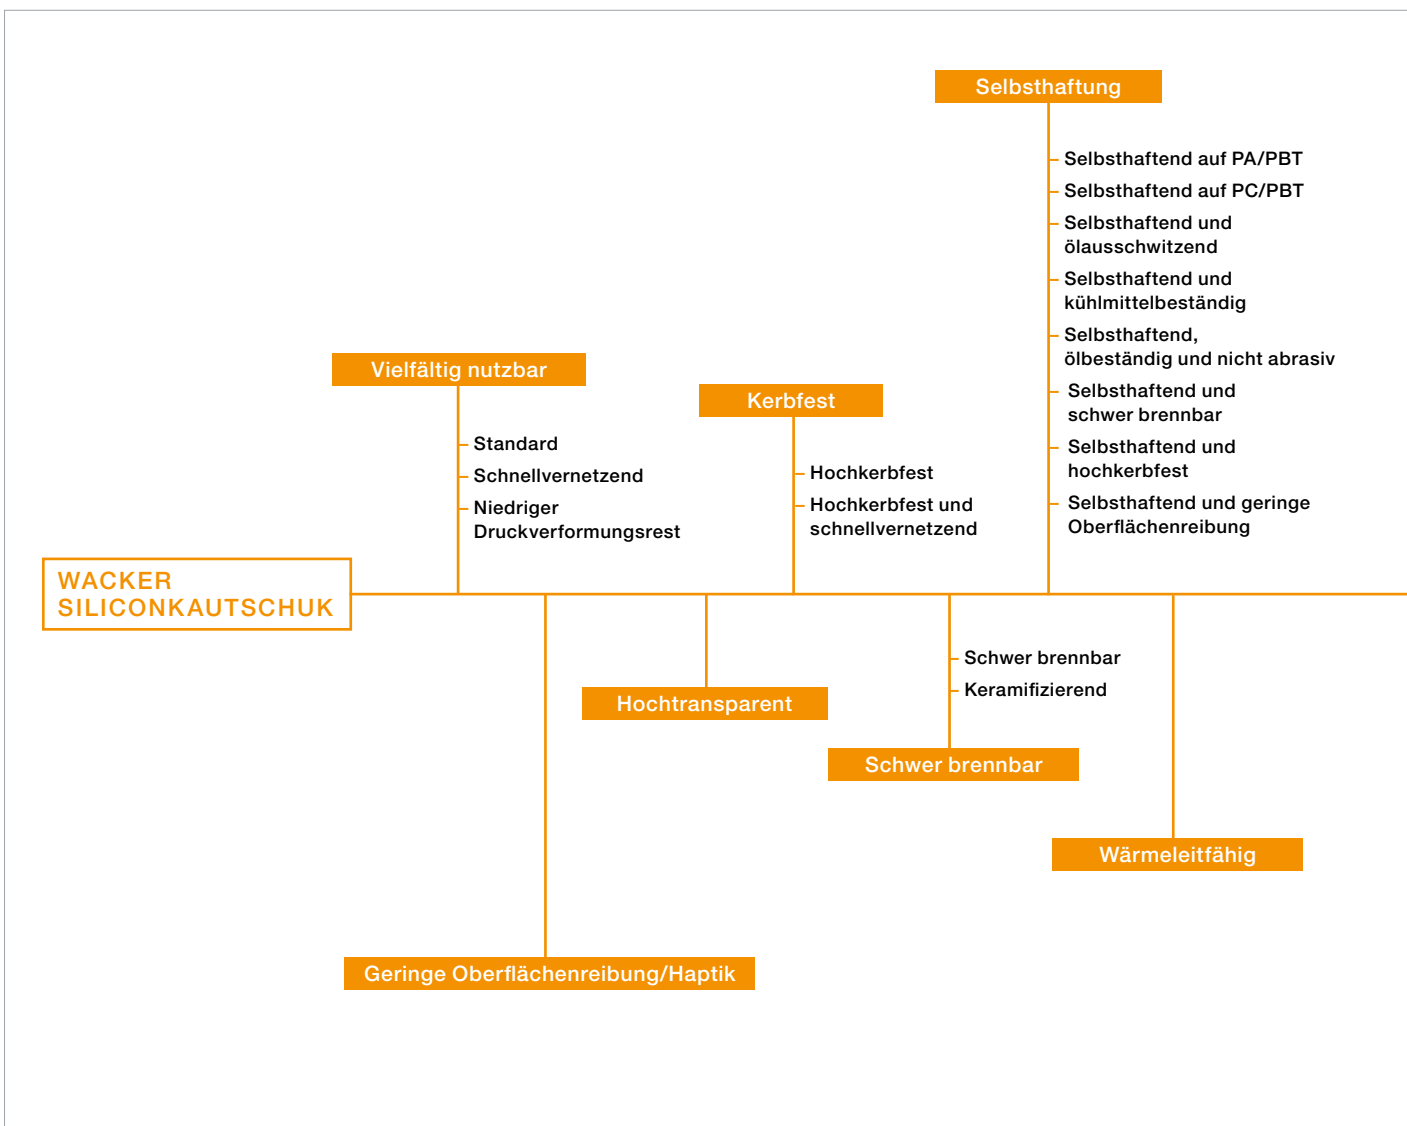 Selbsthaftung
Selbsthaftend auf PA/PBT
Selbsthaftend auf PC/PBT
Selbsthaftend und
ölausschwitzend
Selbsthaftend und
kühlmittelbeständig
Selbsthaftend,
ölbeständig und nicht abrasiv
Selbsthaftend und
schwer brennbar
Selbsthaftend und
hochkerbfest
Selbsthaftend und geringe
Oberflächenreibung
Vielfältig nutzbar
Standard
Schnellvernetzend
Niedriger
Druckverformungsrest
Kerbfest
Hochkerbfest
Hochkerbfest und
schnellvernetzend
WACKER
SILICONKAUTSCHUK
Schwer brennbar
Keramifizierend
Hochtransparent
Schwer brennbar
Wärmeleitfähig
Geringe Oberflächenreibung/Haptik